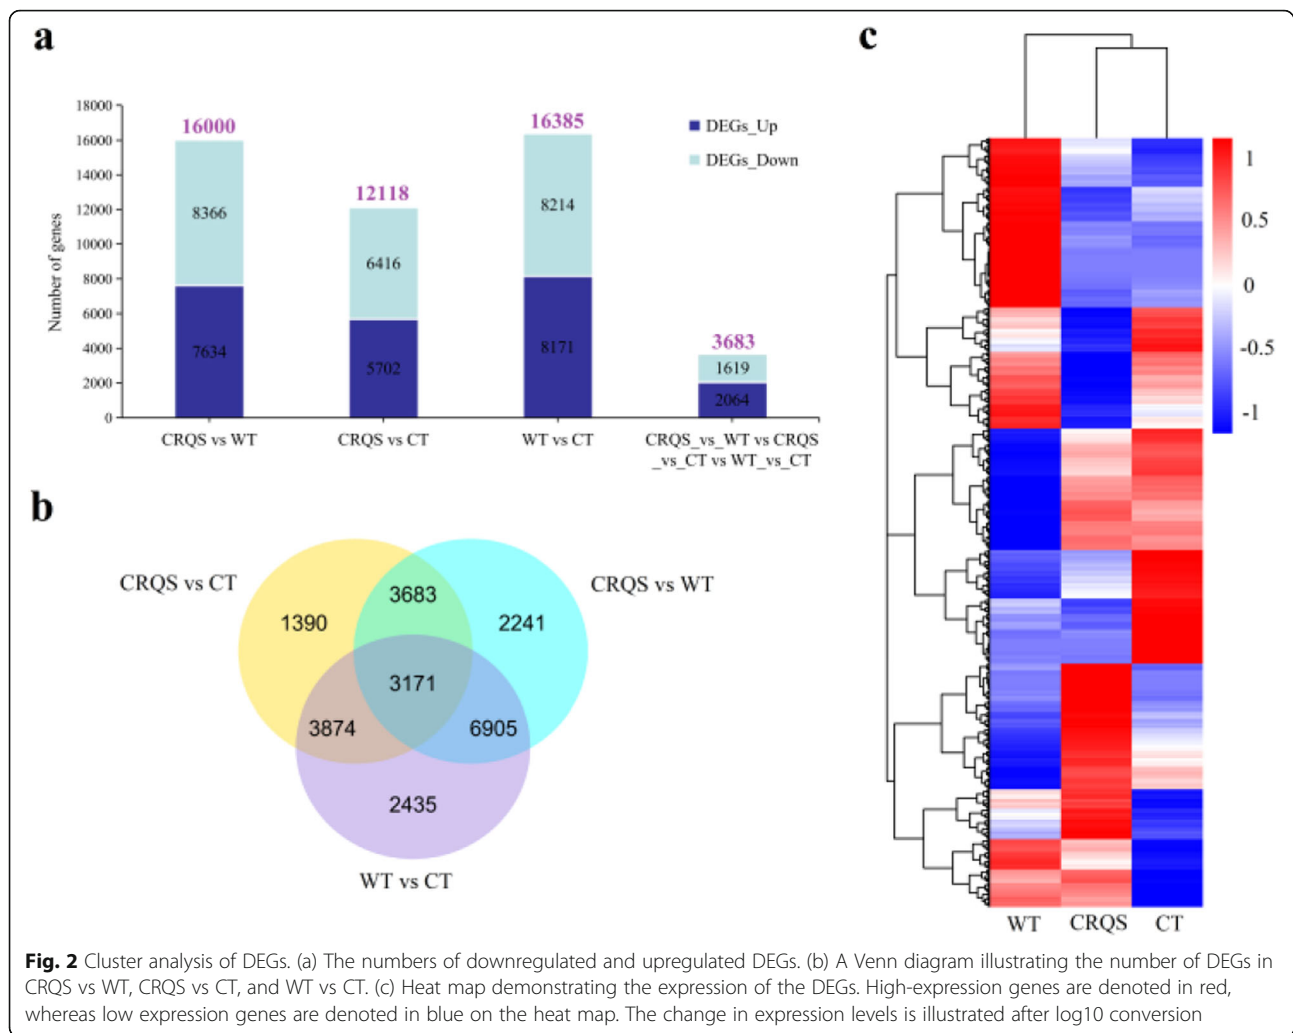 a
18000
16000
14000
12000
10000
8000
6000
4000
2000
0
Number of genes
16000
8366
7634
12118
6416
5702
16385
8214
8171
3683
1619
2064
DEGs_Up
DEGs_Down
CRQS vs WT
CRQS vs CT
WT vs CT
CRQS_vs_WT vs CRQS
_vs_CT vs WT_vs_CT
b
CRQS vs CT
CRQS vs WT
1390
3683
2241
3171
3874
6905
2435
WT vs CT
c
1
0.5
0
-0.5
-1
WT
CRQS
CT
Fig. 2 Cluster analysis of DEGs. (a) The numbers of downregulated and upregulated DEGs. (b) A Venn diagram illustrating the number of DEGs in
CRQS vs WT, CRQS vs CT, and WT vs CT. (c) Heat map demonstrating the expression of the DEGs. High-expression genes are denoted in red,
whereas low expression genes are denoted in blue on the heat map. The change in expression levels is illustrated after log10 conversion